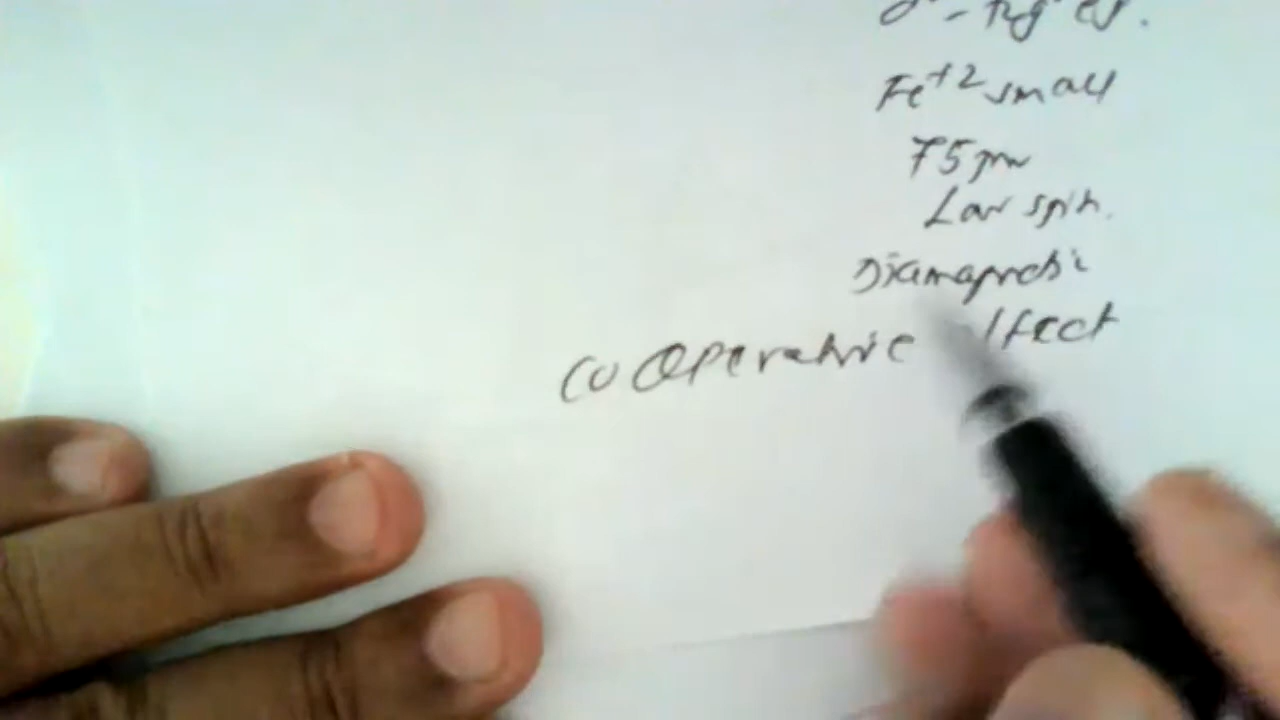 Fe+2 small
75 pm
Low spin.
Diamagnetic
CoOperative effect